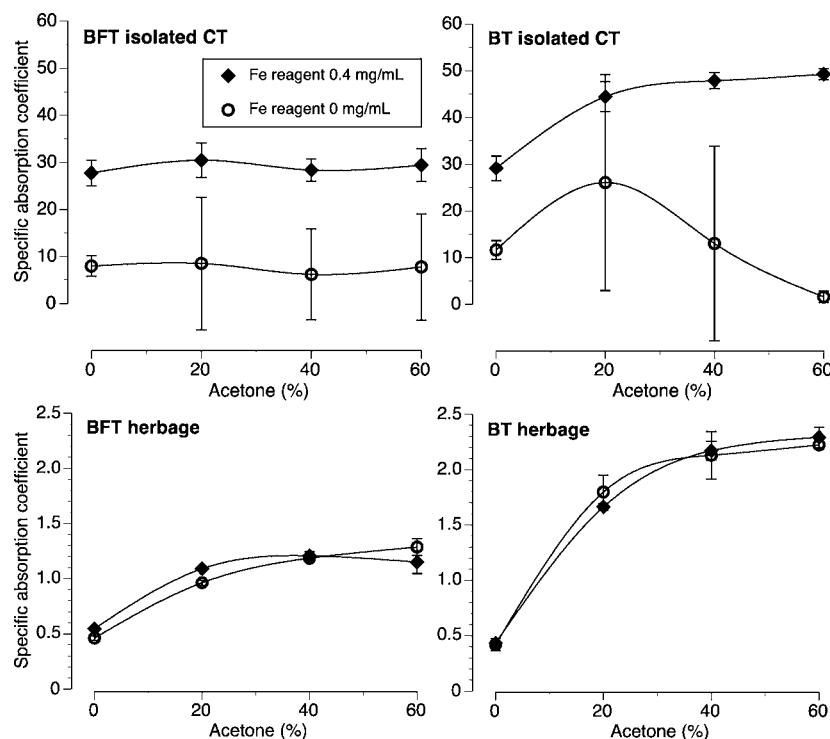 BFT isolated CT
Fe reagent 0.4 mg/mL
Fe reagent 0 mg/mL
Specific absorption coefficient
60
50
40
30
20
10
0
0 20 40 60
Acetone (%)
BT isolated CT
60
50
40
30
20
10
0
0 20 40 60
Acetone (%)
BFT herbage
Specific absorption coefficient
2.5
2.0
1.5
1.0
0.5
0
0 20 40 60
Acetone (%)
BT herbage
2.5
2.0
1.5
1.0
0.5
0
0 20 40 60
Acetone (%)